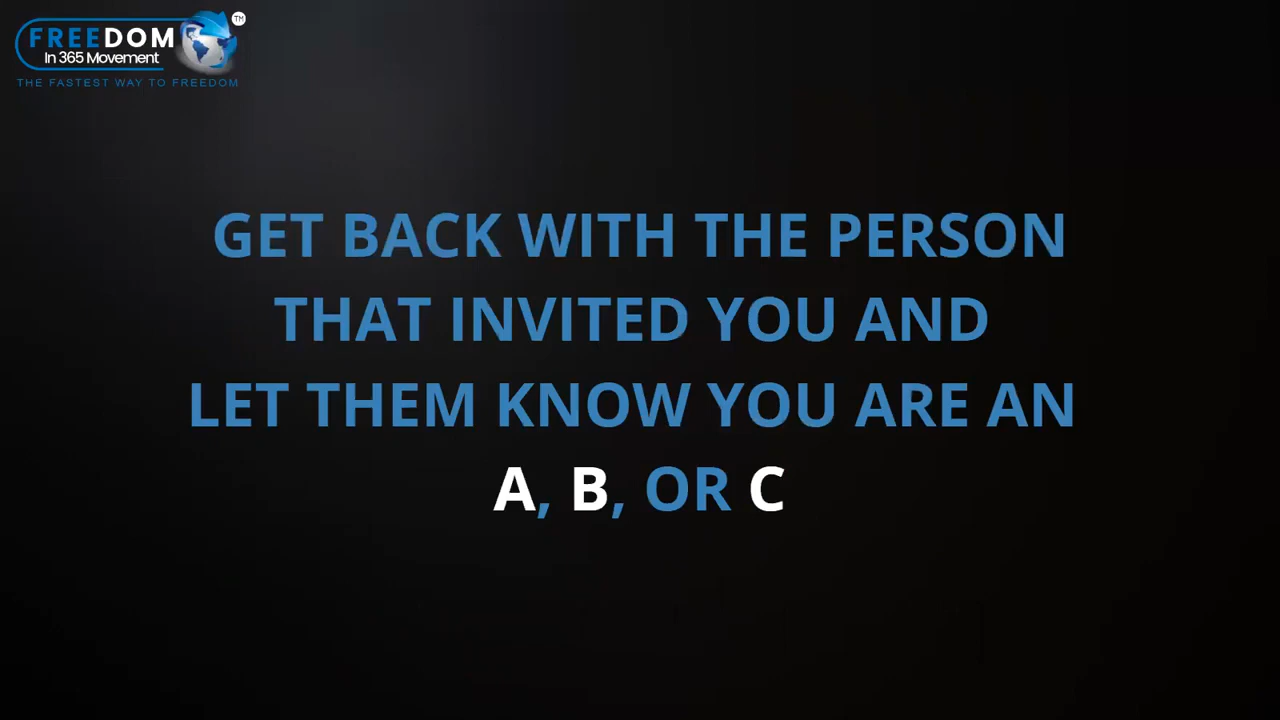 FREEDOM
In 365 Movement
TM
THE FASTEST WAY TO FREEDOM
GET BACK WITH THE PERSON
THAT INVITED YOU AND
LET THEM KNOW YOU ARE AN
A, B, OR C